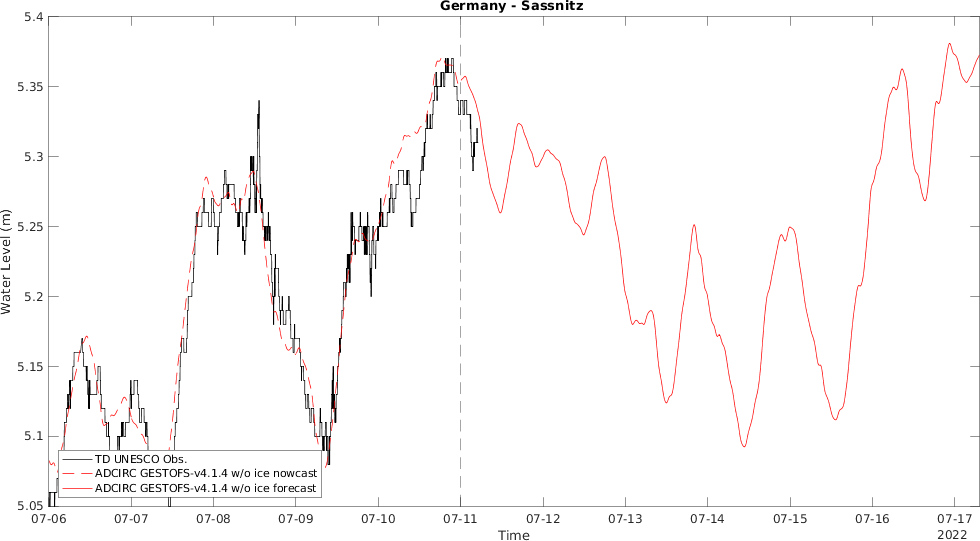 Germany - Sassnitz
5.4
5.35
5.3
5.25
5.2
5.15
5.1
5.05
Water Level (m)
TD UNESCO Obs.
ADCIRC GESTOFS-v4.1.4 w/o ice nowcast
ADCIRC GESTOFS-v4.1.4 w/o ice forecast
07-06 07-07 07-08 07-09 07-10 07-11 07-12 07-13 07-14 07-15 07-16 07-17
Time
2022